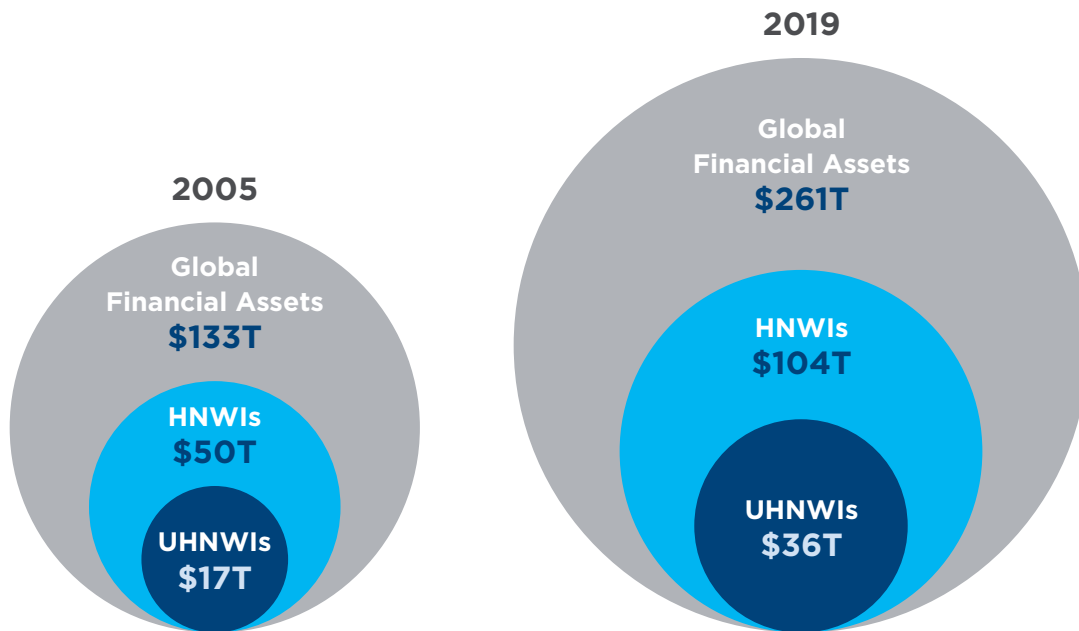 2005
Global
Financial Assets
$133T
HNWIs
$50T
UHNWIs
$17T
2019
Global
Financial Assets
$261T
HNWIs
$104T
UHNWIs
$36T